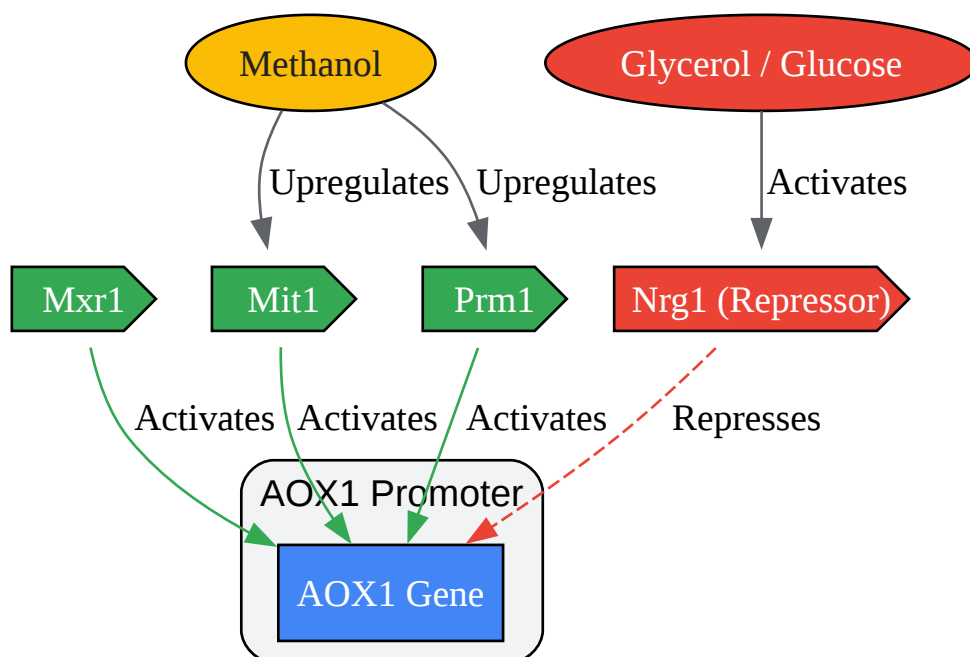 Methanol
Glycerol / Glucose
Upregulates
Upregulates
Activates
Mxr1
Mit1
Prm1
Nrg1 (Repressor)
Activates
Activates
Activates
Represses
AOX1 Promoter
AOX1 Gene